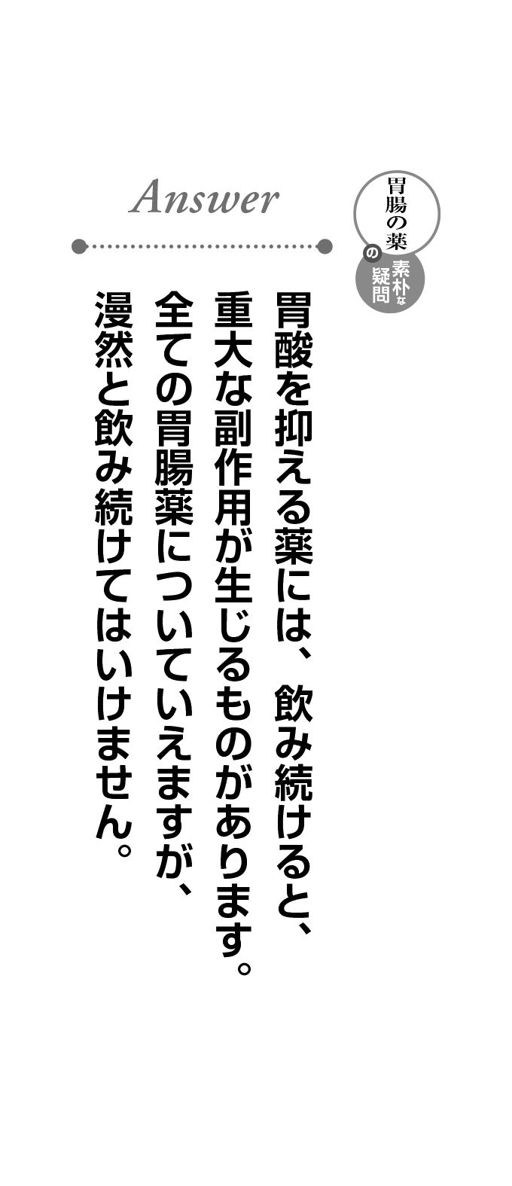 胃腸の薬
の
素朴な
疑問
Answer
胃酸を抑える薬には、飲み続けると、
重大な副作用が生じるものがあります。
全ての胃腸薬についていえますが、
漫然と飲み続けてはいけません。